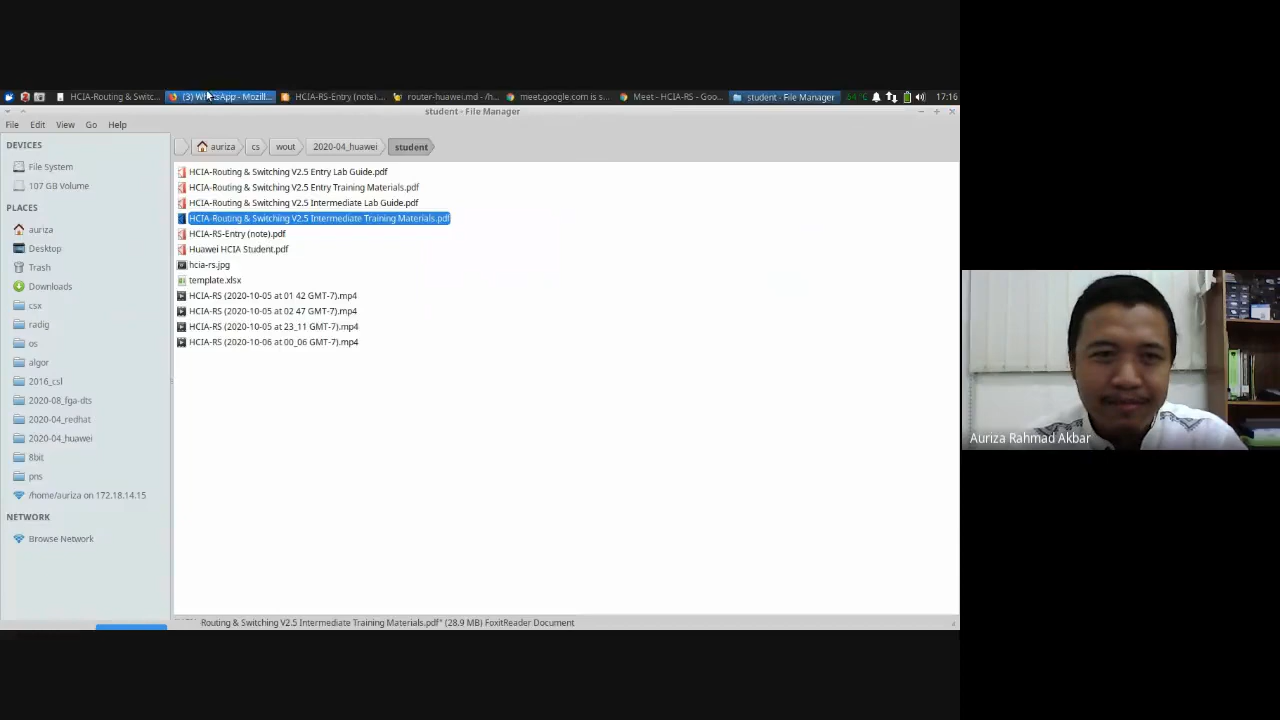 HCIA-Routing & Switc...
(3) WhatsApp - Mozill...
HCIA-RS-Entry (note)....
router-huawei.md - /h...
meet.google.com is s...
Meet - HCIA-RS - Goo...
student - File Manager
64 °C
17:16
student - File Manager
File Edit View Go Help
DEVICES
File System
107 GB Volume
PLACES
auriza
Desktop
Trash
Downloads
csx
radig
os
algor
2016_csl
2020-08_fga-dts
2020-04_redhat
2020-04_huawei
8bit
pns
/home/auriza on 172.18.14.15
NETWORK
Browse Network
auriza cs wout 2020-04_huawei student
HCIA-Routing & Switching V2.5 Entry Lab Guide.pdf
HCIA-Routing & Switching V2.5 Entry Training Materials.pdf
HCIA-Routing & Switching V2.5 Intermediate Lab Guide.pdf
HCIA-Routing & Switching V2.5 Intermediate Training Materials.pdf
HCIA-RS-Entry (note).pdf
Huawei HCIA Student.pdf
hcia-rs.jpg
template.xlsx
HCIA-RS (2020-10-05 at 01 42 GMT-7).mp4
HCIA-RS (2020-10-05 at 02 47 GMT-7).mp4
HCIA-RS (2020-10-05 at 23_11 GMT-7).mp4
HCIA-RS (2020-10-06 at 00_06 GMT-7).mp4
Routing & Switching V2.5 Intermediate Training Materials.pdf" (28.9 MB) FoxitReader Document
Auriza Rahmad Akbar